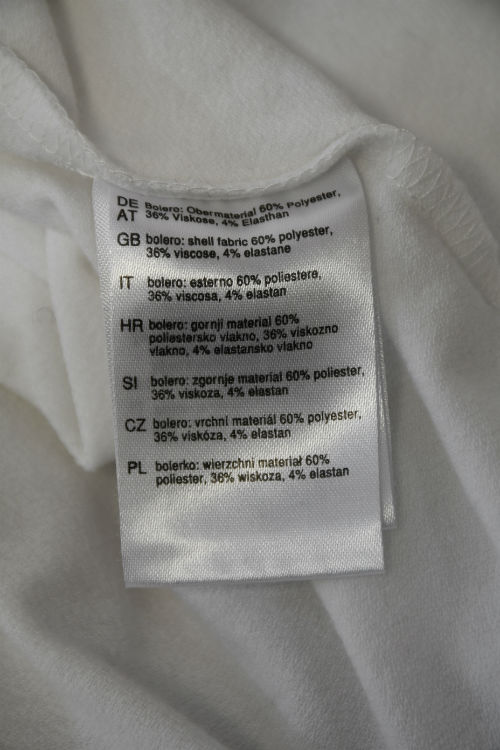 DE Bolero: Obermaterial 60% Polyester,
AT 36% Viskose, 4% Elasthan
GB bolero: shell fabric 60% polyester,
36% viscose, 4% elastane
IT bolero: esterno 60% poliestere,
36% viscosa, 4% elastan
HR bolero: gornji materijal 60%
poliestersko vlakno, 36% viskozno
vlakno, 4% elastansko vlakno
SI bolero: zgornje material 60% poliester,
36% viskoza, 4% elastan
CZ bolero: vrchní materiál 60% polyester,
36% viskóza, 4% elastan
PL bolerko: wierzchni materiał 60%
poliester, 36% wiskoza, 4% elastan